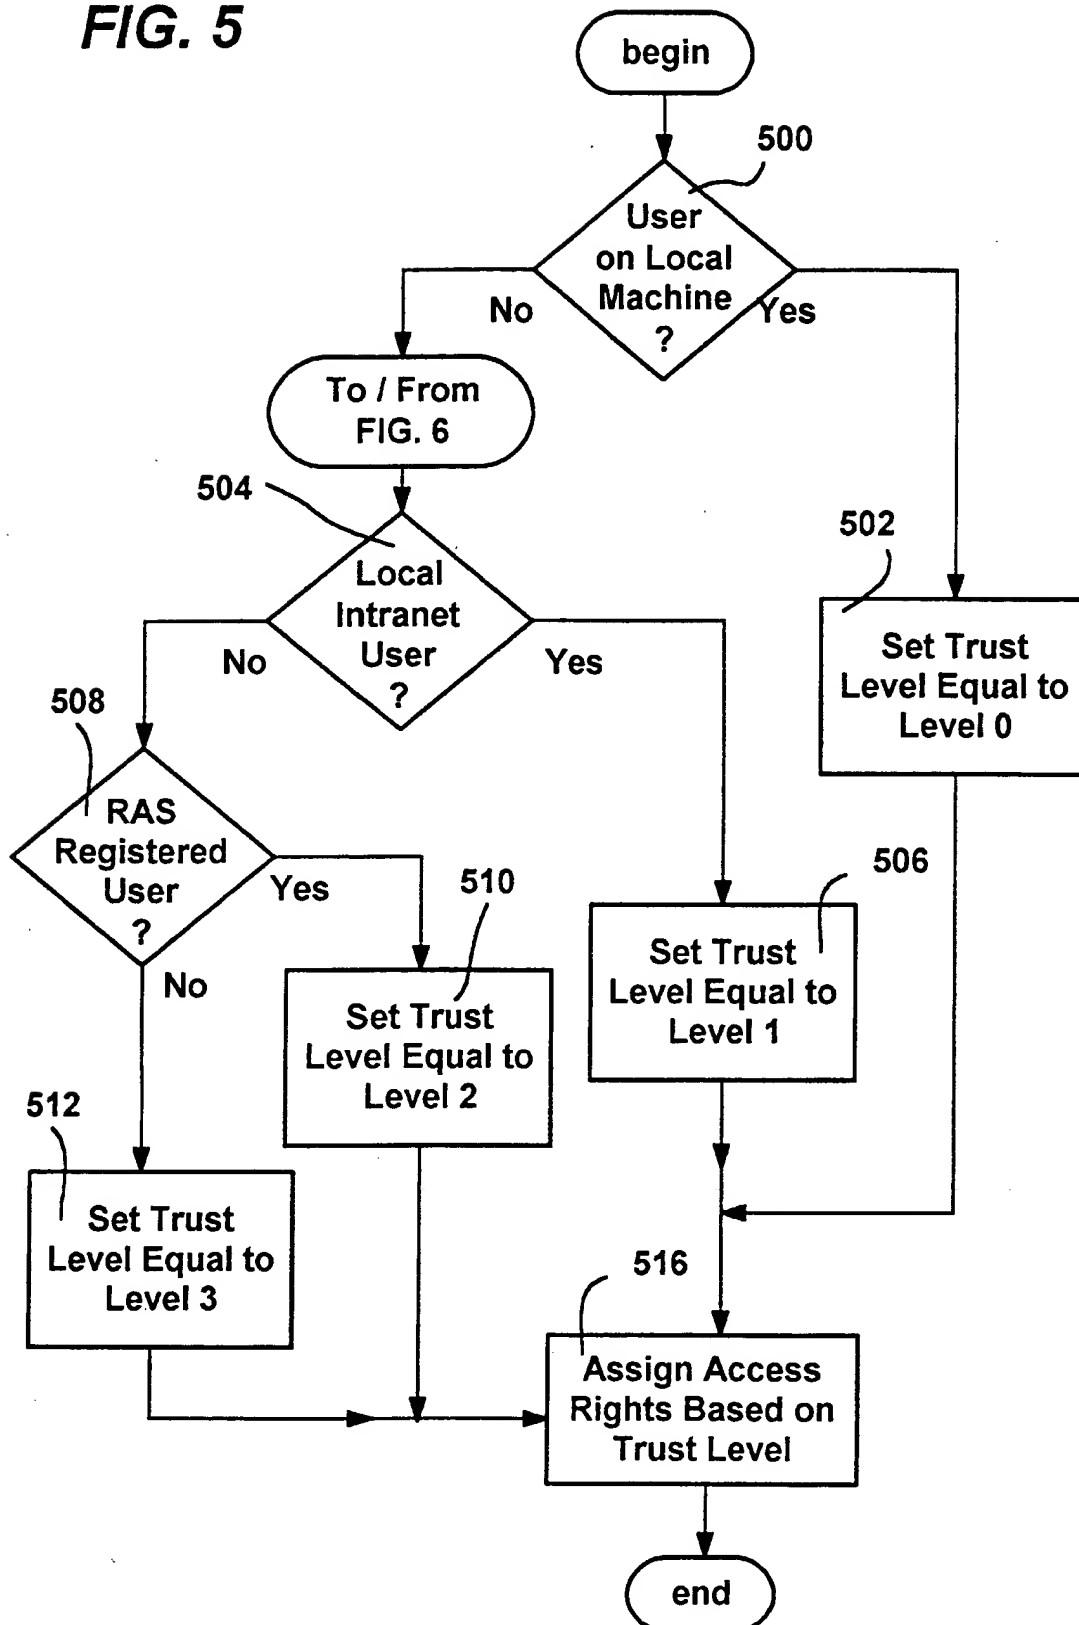 FIG. 5
begin
500
User
on Local
Machine
?
No
Yes
To / From
FIG. 6
504
Local
Intranet
User
?
No
Yes
502
Set Trust
Level Equal to
Level 0
508
RAS
Registered
User
?
Yes
No
510
Set Trust
Level Equal to
Level 2
506
Set Trust
Level Equal to
Level 1
512
Set Trust
Level Equal to
Level 3
516
Assign Access
Rights Based on
Trust Level
end